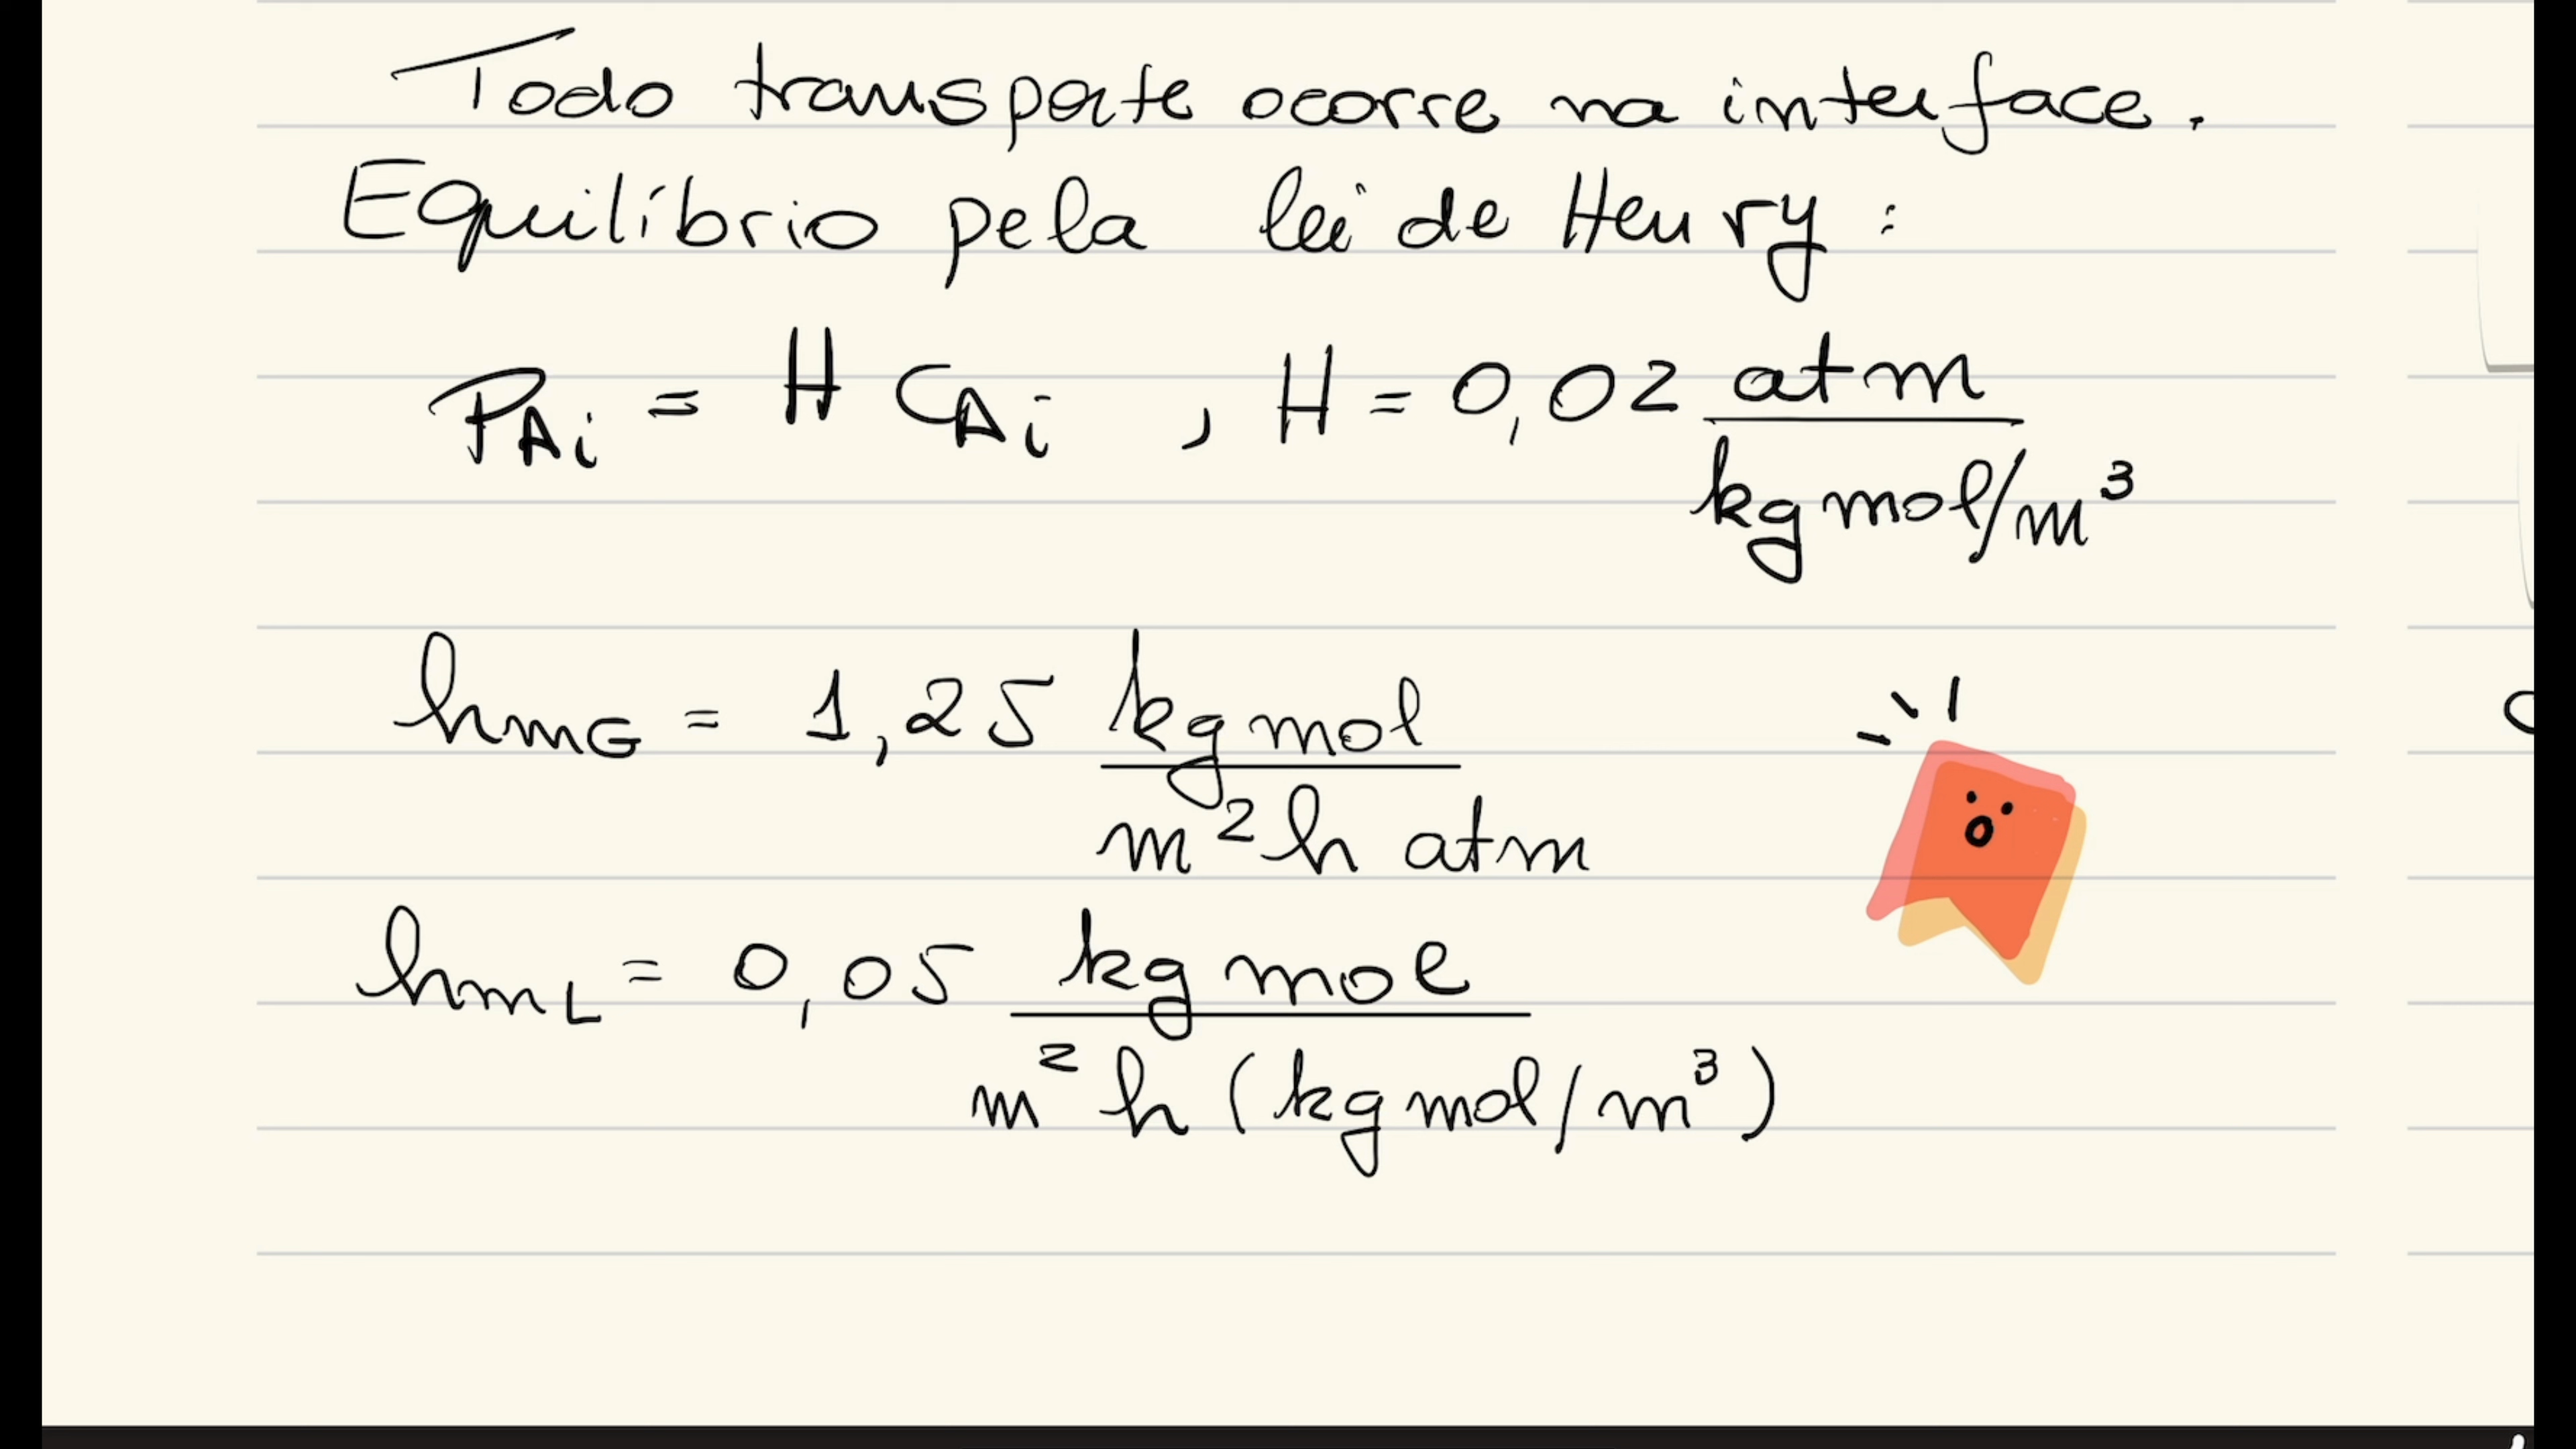 Todo transporte ocorre na interface.
Equilíbrio pela lei de Henry:
PAi = H CAi , H = 0,02 atm
kgmol/m³
hmG = 1,25 kgmol
m²h atm
hmL = 0,05 kgmol
m²h (kgmol/m³)